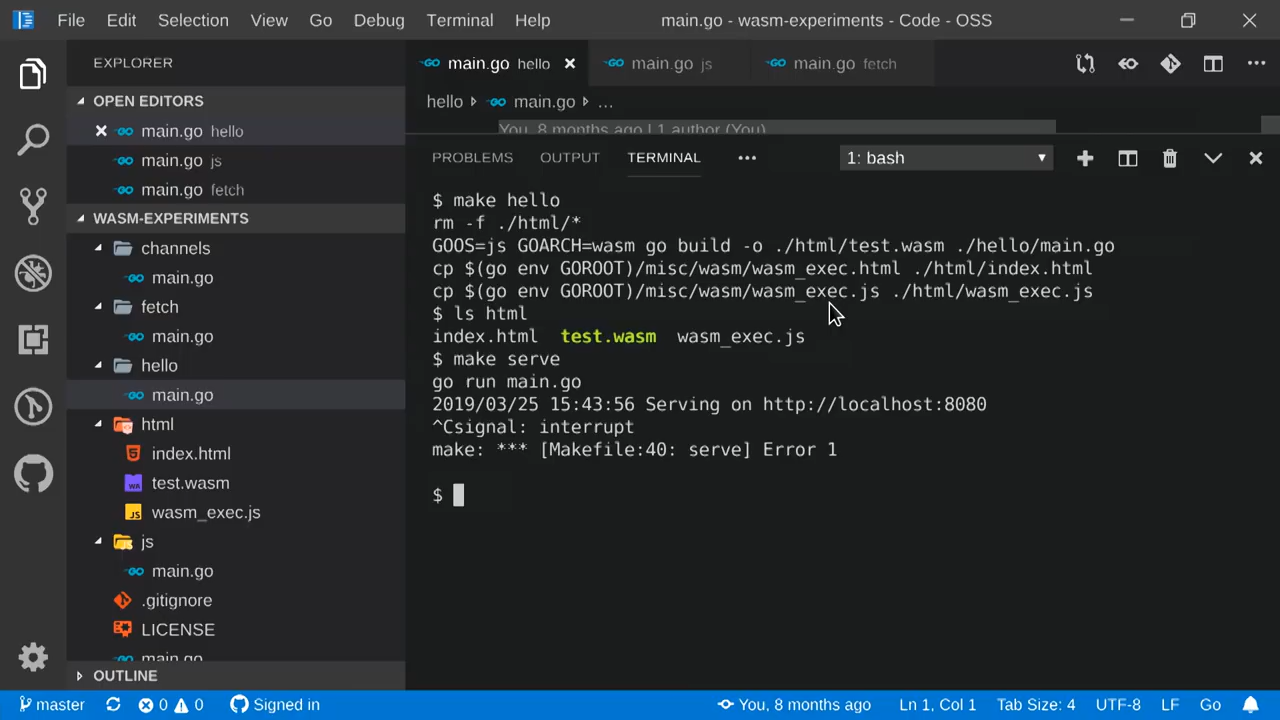 File Edit Selection View Go Debug Terminal Help main.go - wasm-experiments - Code - OSS
EXPLORER
OPEN EDITORS
main.go hello
main.go js
main.go fetch
WASM-EXPERIMENTS
channels
main.go
fetch
main.go
hello
main.go
html
index.html
test.wasm
wasm_exec.js
js
main.go
.gitignore
LICENSE
main.go
OUTLINE
main.go hello
main.go js
main.go fetch
hello main.go ...
You, 8 months ago | 1 author (You)
PROBLEMS OUTPUT TERMINAL ... 1: bash
$ make hello
rm -f ./html/*
GOOS=js GOARCH=wasm go build -o ./html/test.wasm ./hello/main.go
cp $(go env GOROOT)/misc/wasm/wasm_exec.html ./html/index.html
cp $(go env GOROOT)/misc/wasm/wasm_exec.js ./html/wasm_exec.js
$ ls html
index.html test.wasm wasm_exec.js
$ make serve
go run main.go
2019/03/25 15:43:56 Serving on http://localhost:8080
^Csignal: interrupt
make: *** [Makefile:40: serve] Error 1
$
master 0 0 Signed in You, 8 months ago Ln 1, Col 1 Tab Size: 4 UTF-8 LF Go